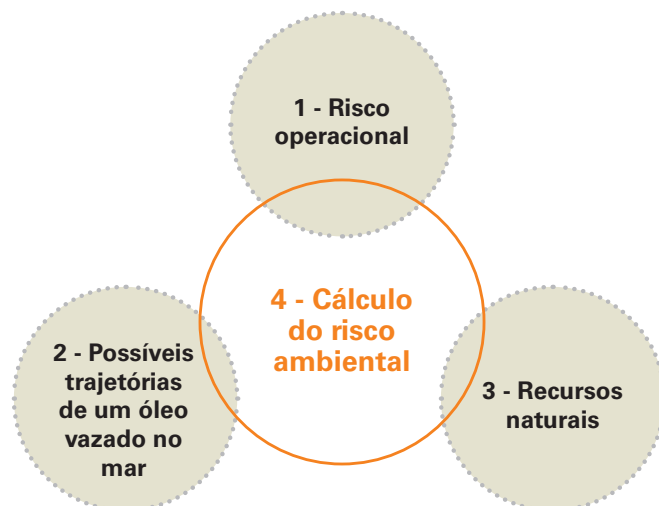 1 - Risco
operacional
4 - Cálculo
do risco
ambiental
2 - Possíveis
trajetórias
de um óleo
vazado no
mar
3 - Recursos
naturais